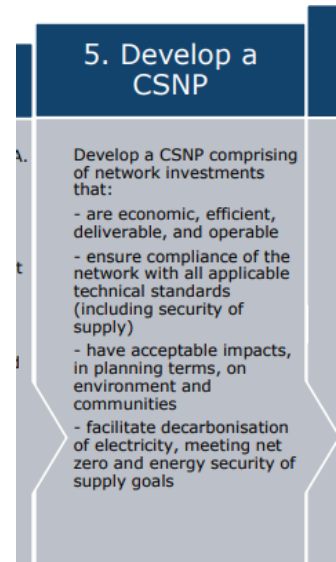 5. Develop a
CSNP
A.
t
d
Develop a CSNP comprising
of network investments
that:
- are economic, efficient,
deliverable, and operable
- ensure compliance of the
network with all applicable
technical standards
(including security of
supply)
- have acceptable impacts,
in planning terms, on
environment and
communities
- facilitate decarbonisation
of electricity, meeting net
zero and energy security of
supply goals